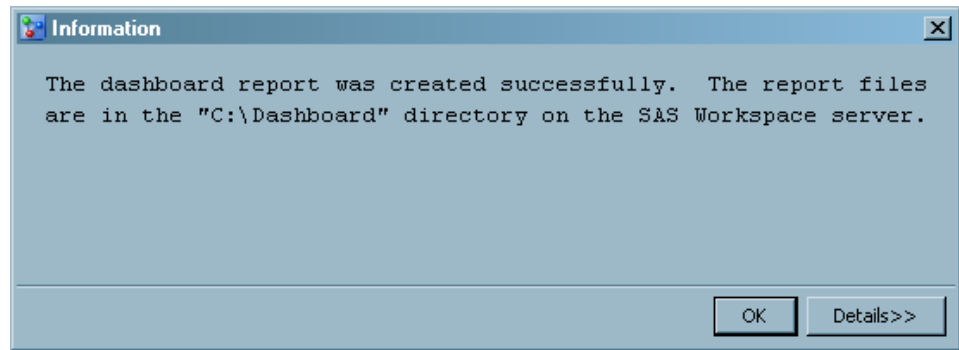 Information
The dashboard report was created successfully.  The report files
are in the "C:\Dashboard" directory on the SAS Workspace server.
OK
Details>>